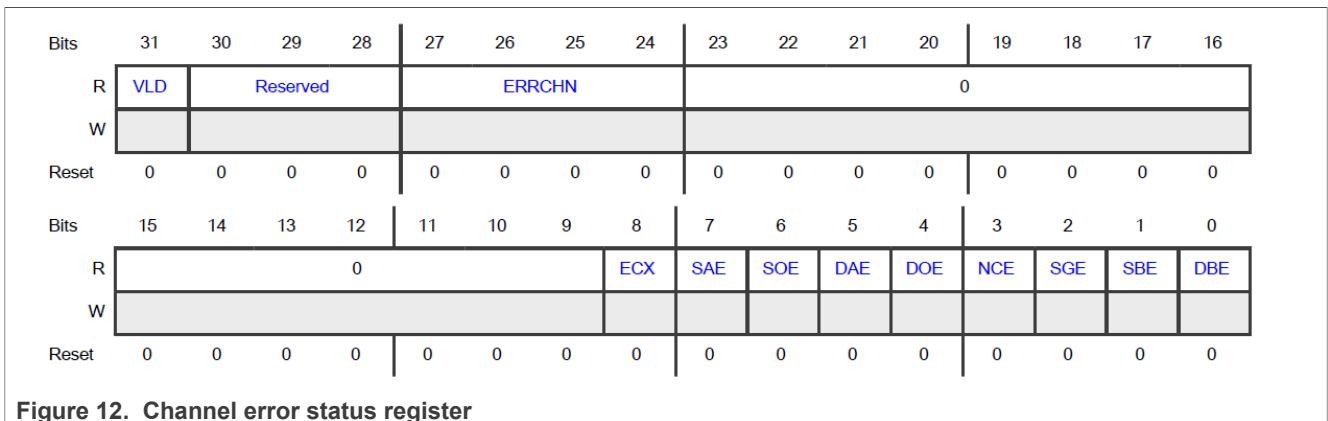 Bits 31 30 29 28 27 26 25 24 23 22 21 20 19 18 17 16
R VLD Reserved ERRCHN 0
W
Reset 0 0 0 0 0 0 0 0 0 0 0 0 0 0 0 0
Bits 15 14 13 12 11 10 9 8 7 6 5 4 3 2 1 0
R 0 ECX SAE SOE DAE DOE NCE SGE SBE DBE
W
Reset 0 0 0 0 0 0 0 0 0 0 0 0 0 0 0 0
Figure 12. Channel error status register